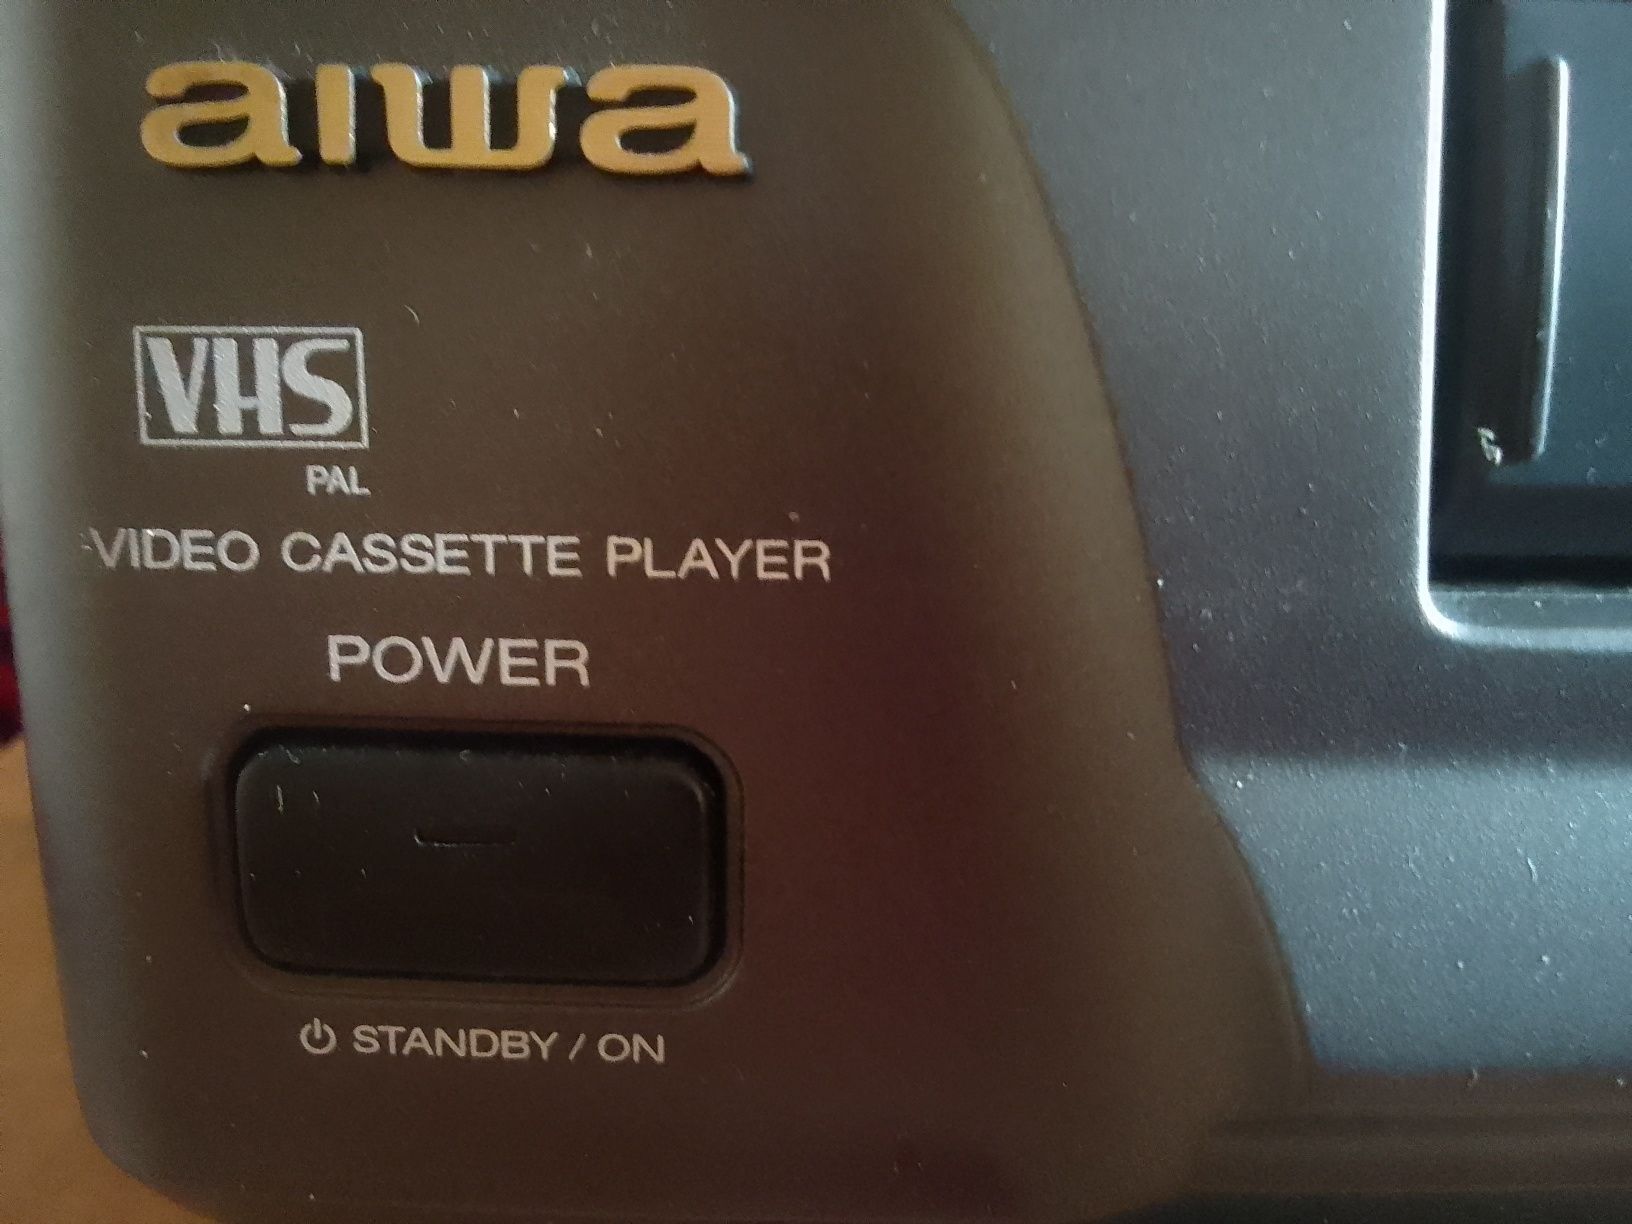 aiwa
VHS
PAL
VIDEO CASSETTE PLAYER
POWER
⏻ STANDBY / ON